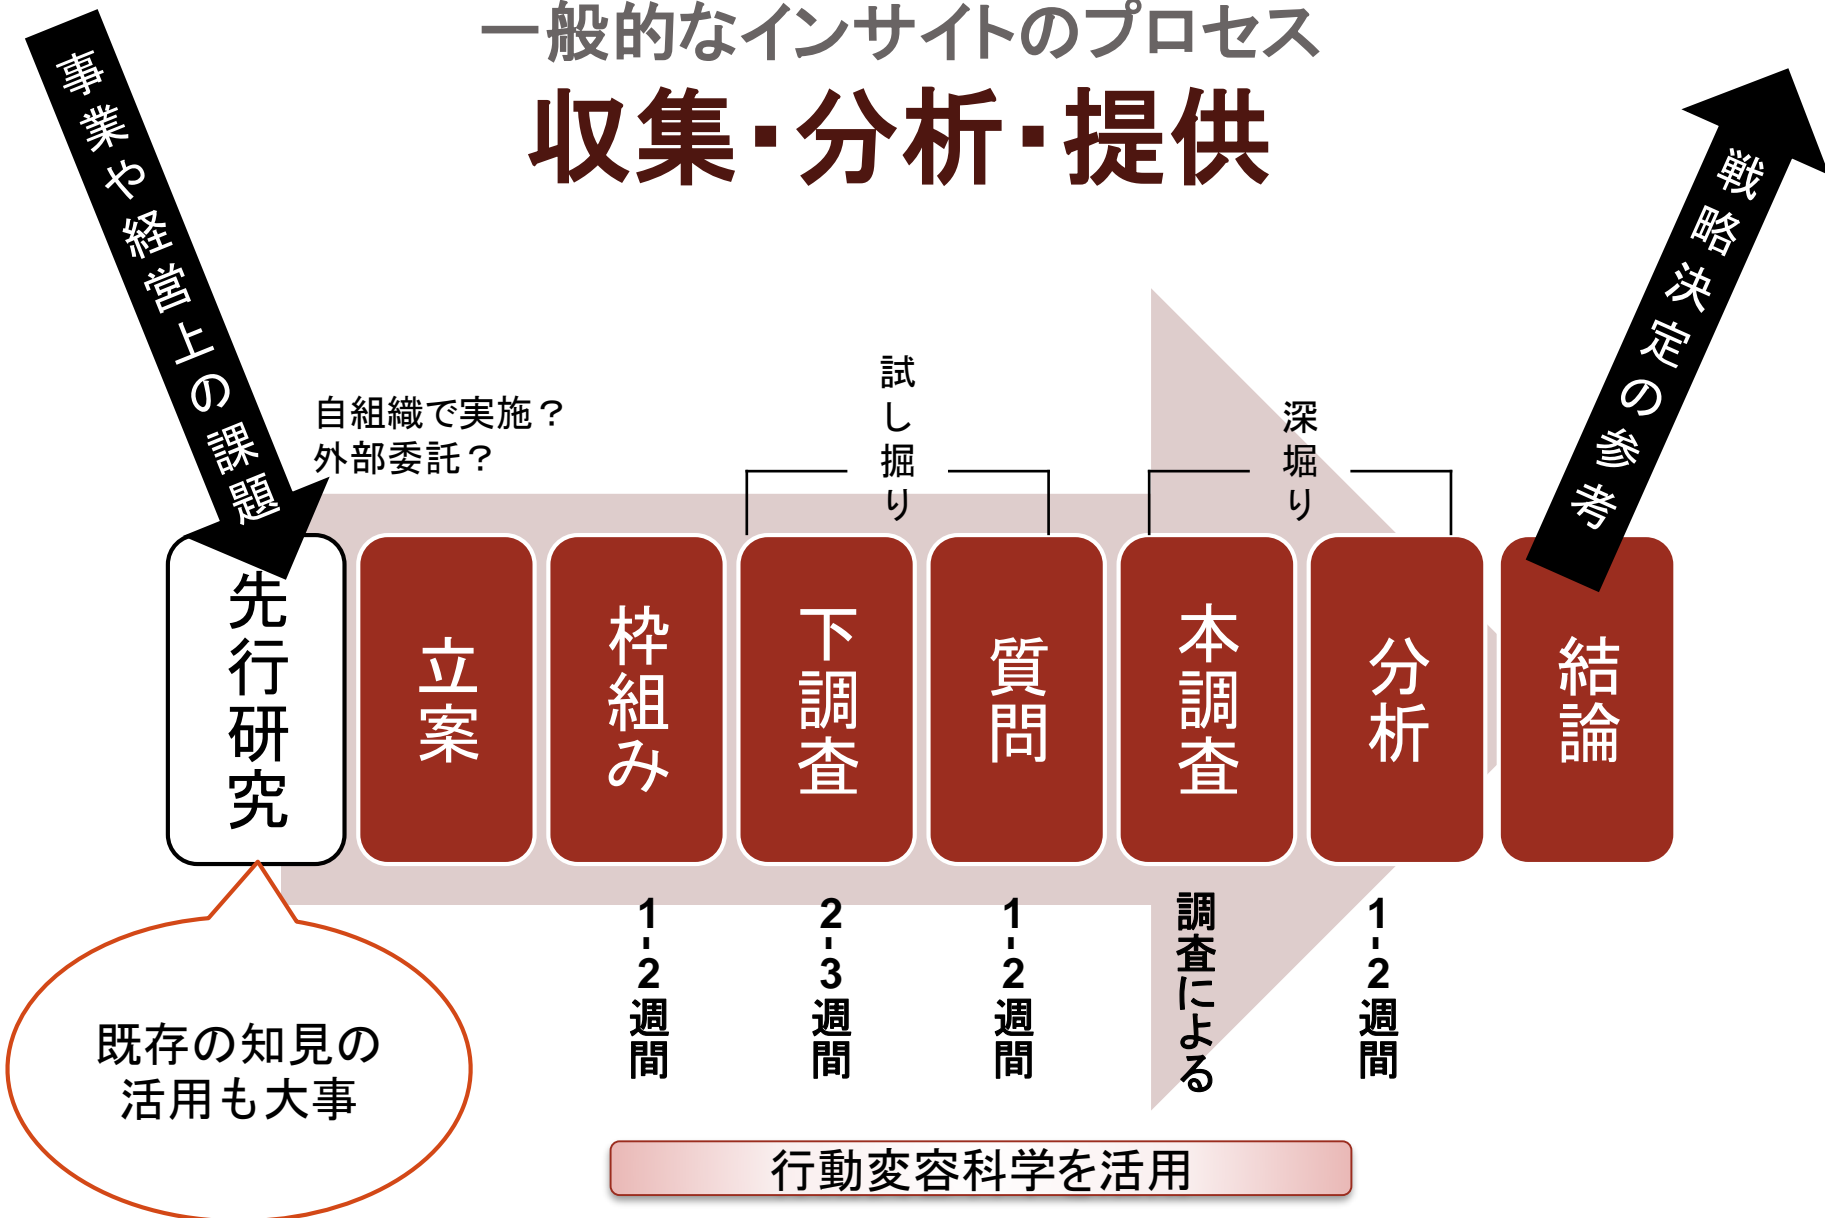 一般的なインサイトのプロセス
収集・分析・提供
事業や経営上の課題
戦略決定の参考
自組織で実施？
外部委託？
試し掘り
深堀り
先行研究
立案
枠組み
下調査
質問
本調査
分析
結論
1-2週間
2-3週間
1-2週間
調査による
1-2週間
既存の知見の
活用も大事
行動変容科学を活用